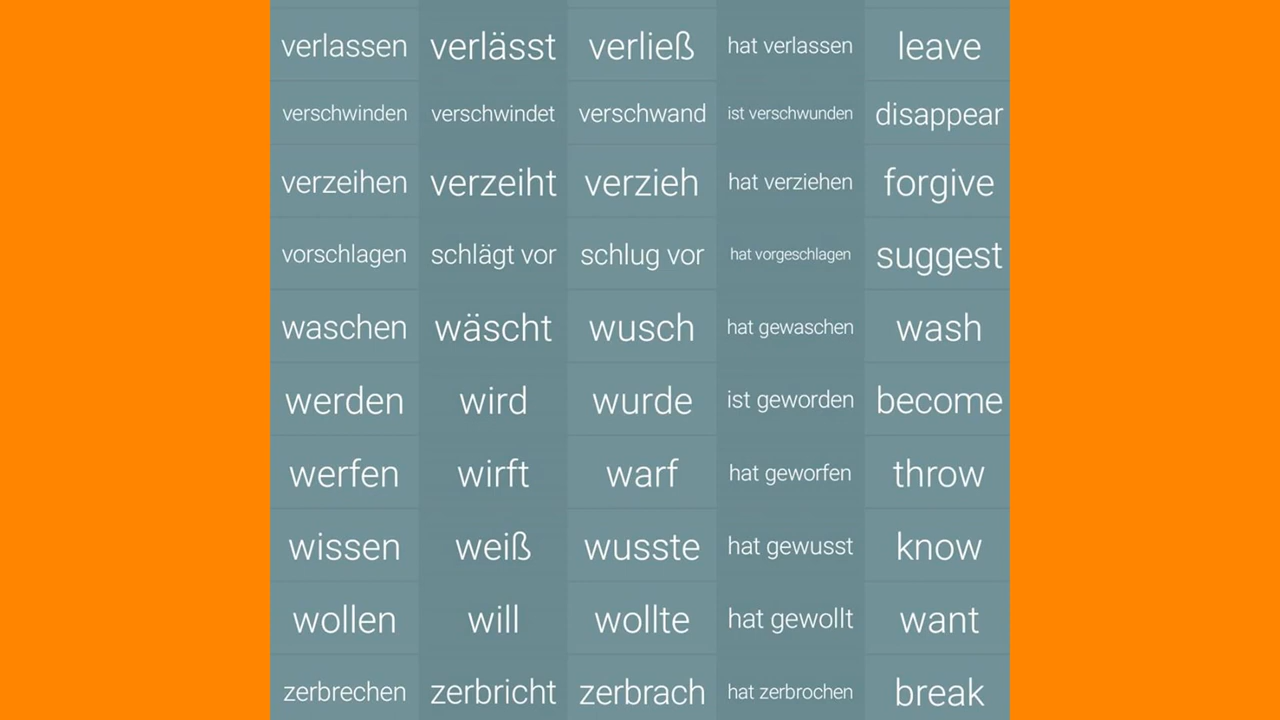 verlassen verlässt verließ hat verlassen leave
verschwinden verschwindet verschwand ist verschwunden disappear
verzeihen verzeiht verzieh hat verziehen forgive
vorschlagen schlägt vor schlug vor hat vorgeschlagen suggest
waschen wäscht wusch hat gewaschen wash
werden wird wurde ist geworden become
werfen wirft warf hat geworfen throw
wissen weiß wusste hat gewusst know
wollen will wollte hat gewollt want
zerbrechen zerbricht zerbrach hat zerbrochen break